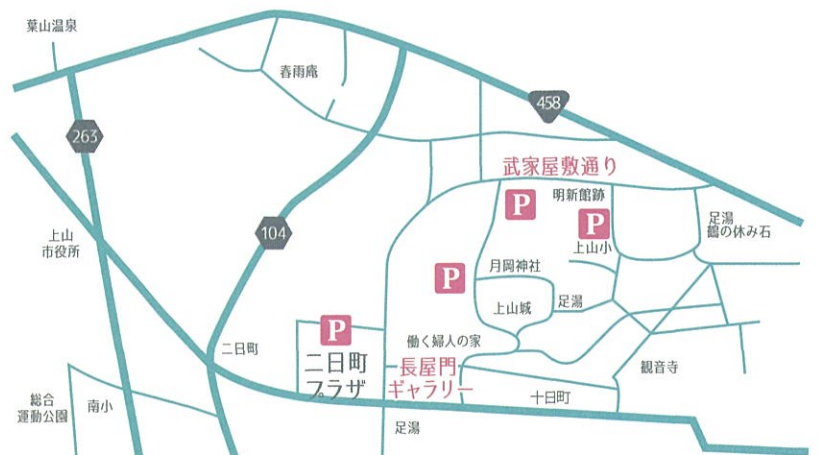 葉山温泉
春雨庵
458
263
武家屋敷通り
P
明新館跡
P
足湯
鶴の休み石
104
上山
市役所
上山小
月岡神社
P
足湯
上山城
P
二日町
働く婦人の家
二日町
プラザ
長屋門
ギャラリー
観音寺
総合
運動公園
南小
十日町
足湯